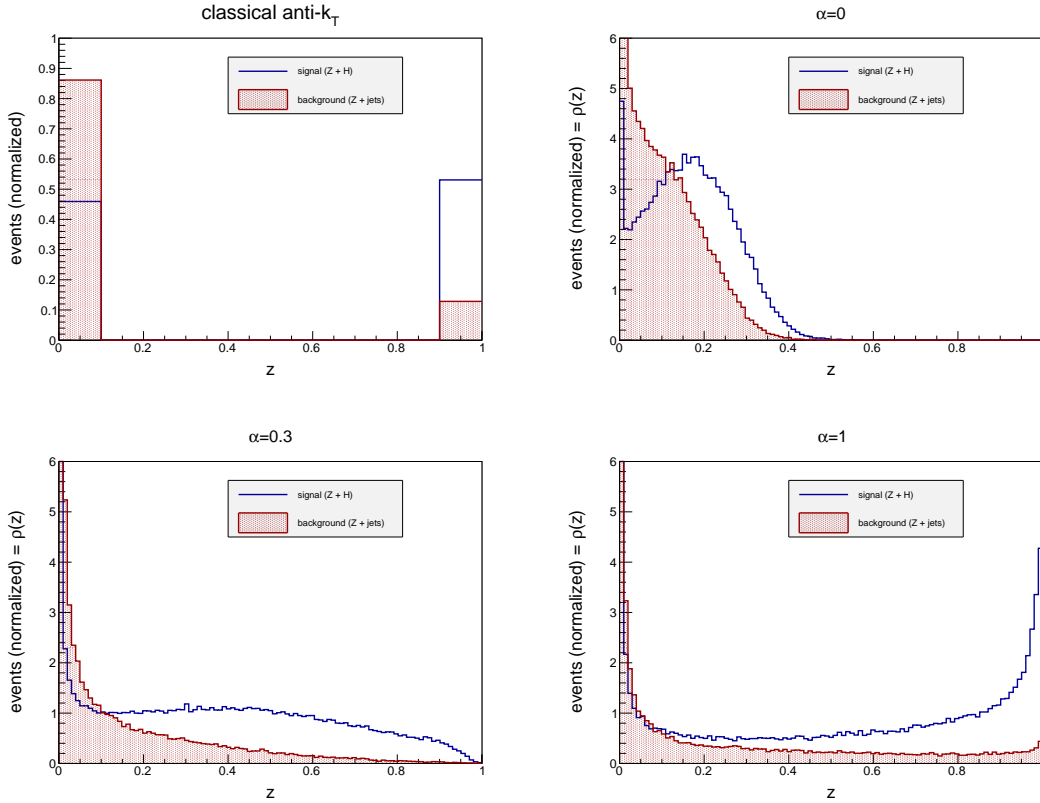 classical anti-k_T
events (normalized)
1
0.9
0.8
0.7
0.6
0.5
0.4
0.3
0.2
0.1
0
signal (Z + H)
background (Z + jets)
0 0.2 0.4 0.6 0.8 1
z
α=0
events (normalized) = ρ(z)
6
5
4
3
2
1
0
signal (Z + H)
background (Z + jets)
0 0.2 0.4 0.6 0.8
z
α=0.3
events (normalized) = ρ(z)
6
5
4
3
2
1
0
signal (Z + H)
background (Z + jets)
0 0.2 0.4 0.6 0.8 1
z
α=1
events (normalized) = ρ(z)
6
5
4
3
2
1
0
signal (Z + H)
background (Z + jets)
0 0.2 0.4 0.6 0.8
z